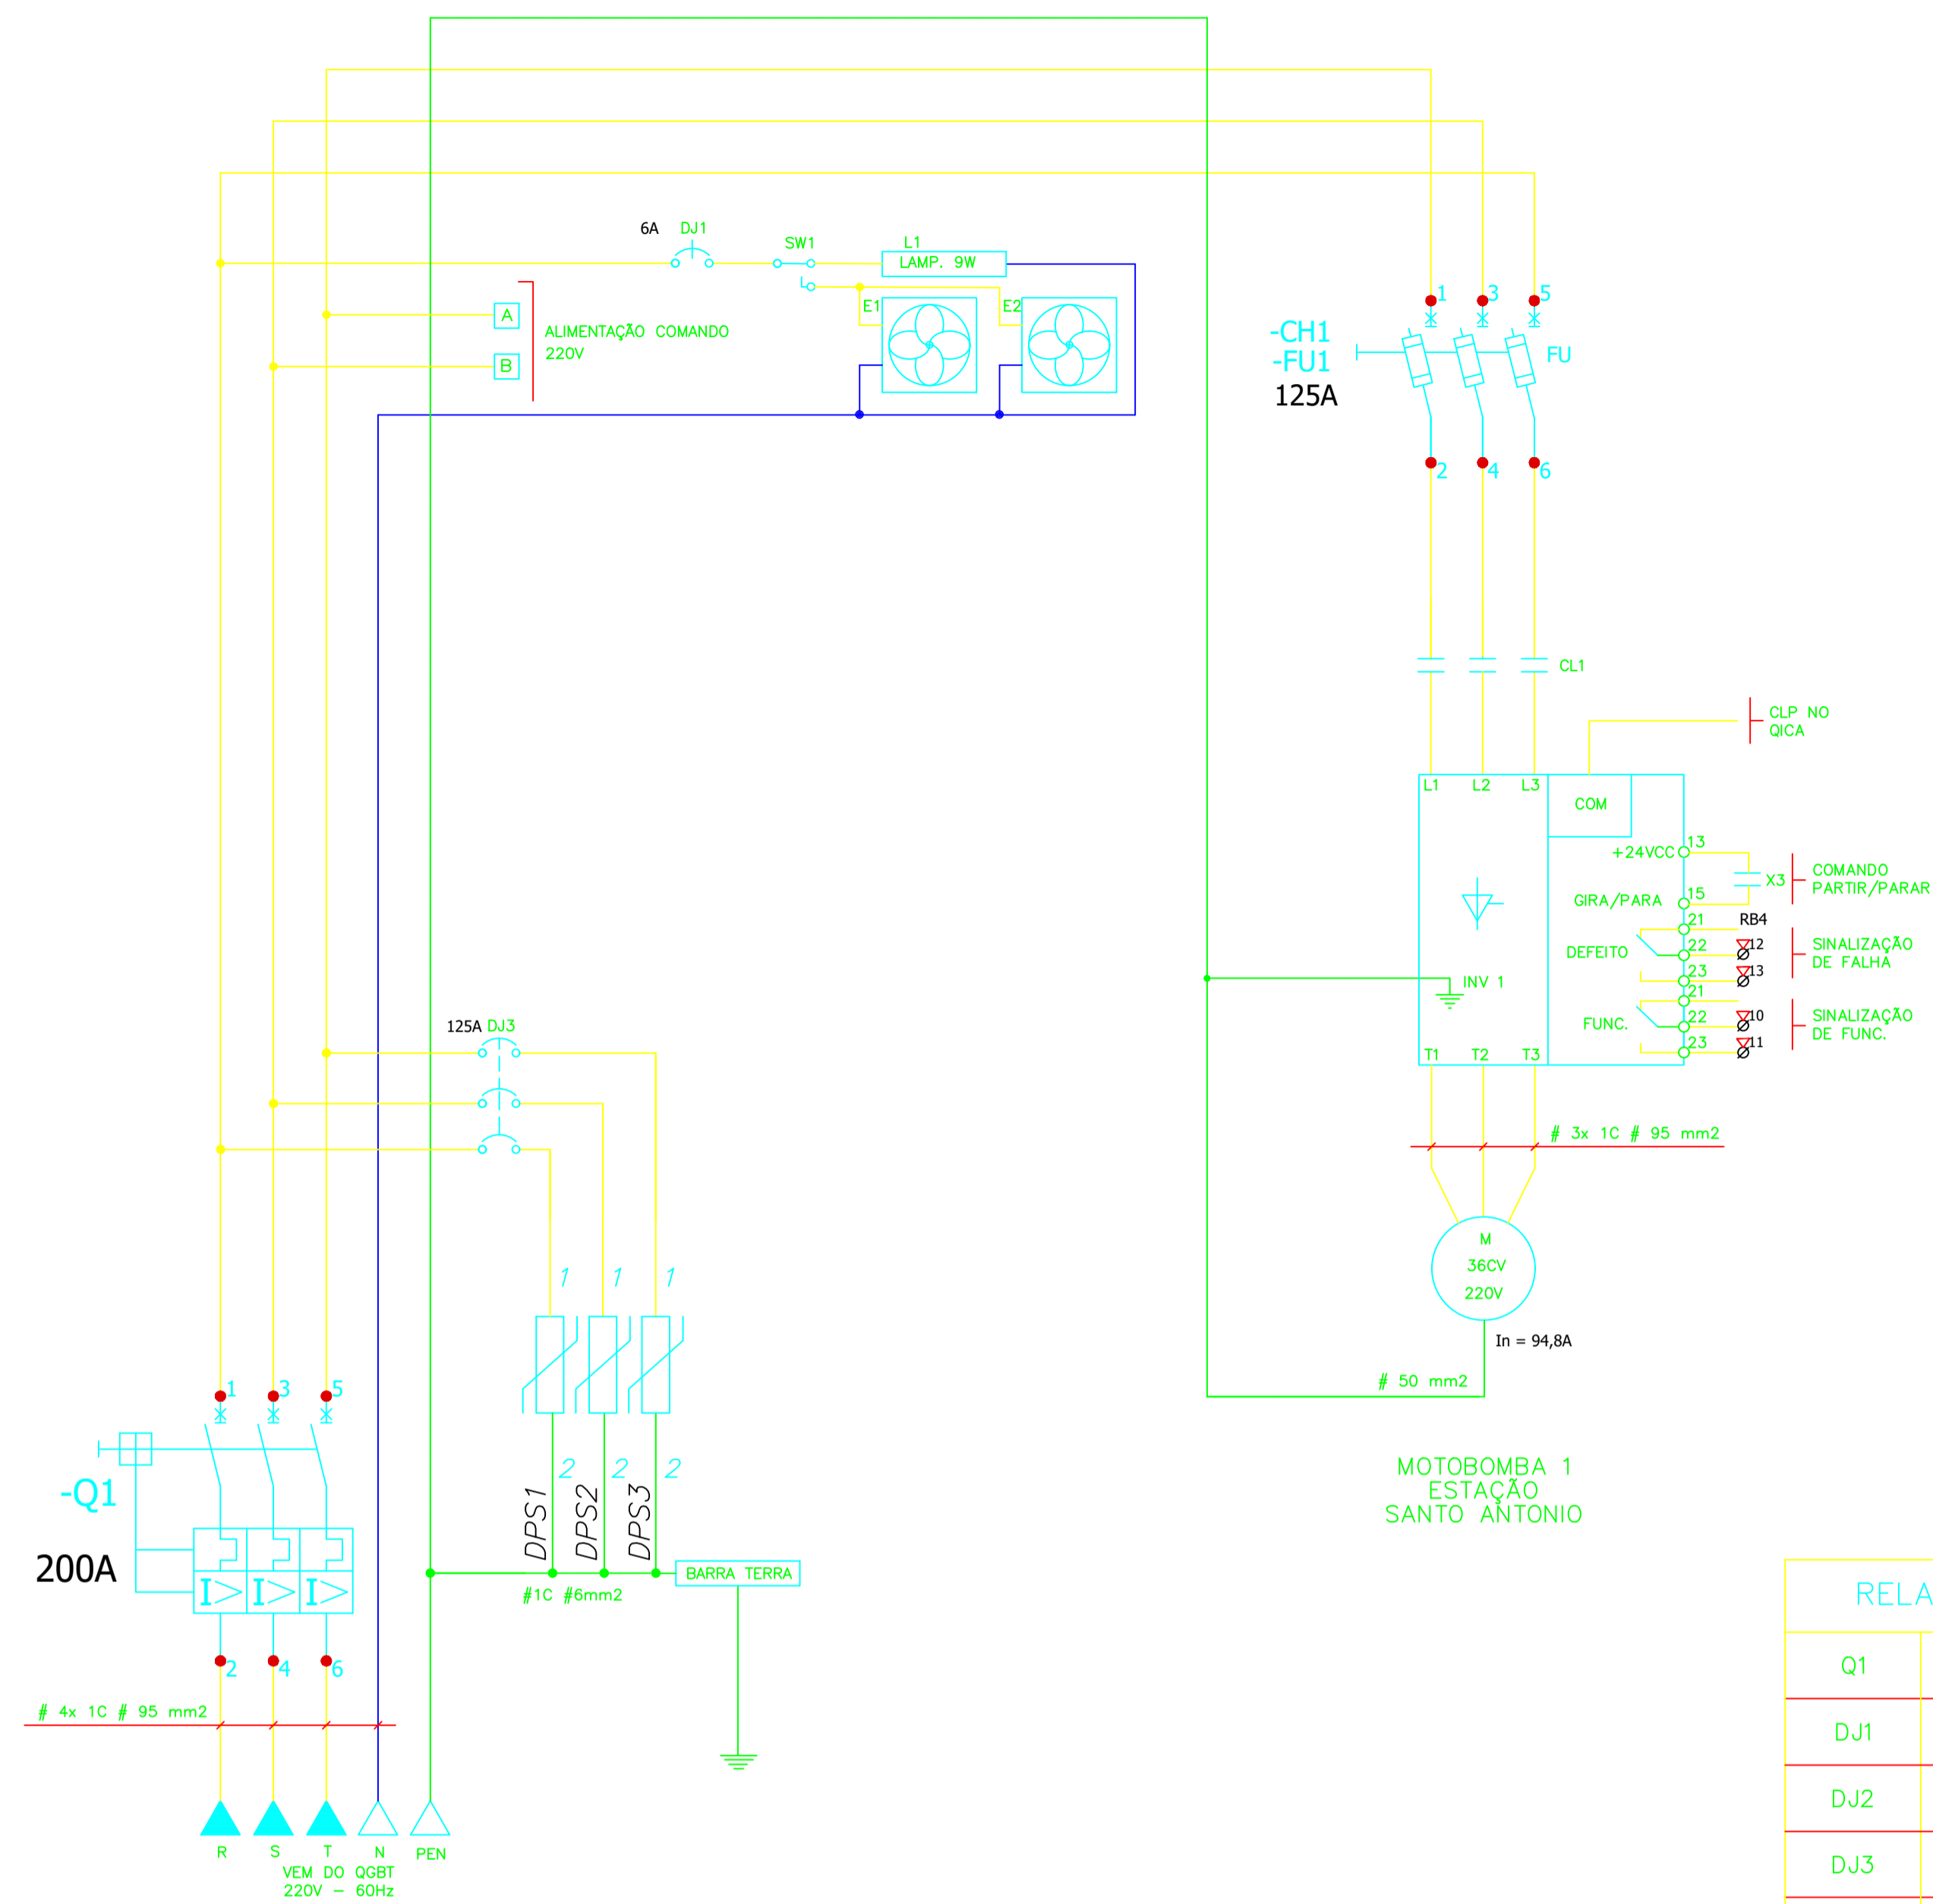 6A DJ1
SW1
L1
LAMP. 9W
A
B
ALIMENTAÇÃO COMANDO
220V
E1
E2
1 3 5
-CH1
-FU1
125A
FU
2 4 6
CL1
CLP NO
QICA
L1 L2 L3
COM
+24VCC
13
GIRA/PARA
15
X3
COMANDO
PARTIR/PARAR
21
RB4
DEFEITO
22
12
23
13
SINALIZAÇÃO
DE FALHA
INV 1
21
FUNC.
22
10
23
11
SINALIZAÇÃO
DE FUNC.
T1 T2 T3
125A DJ3
# 3x 1C # 95 mm2
M
36CV
220V
In = 94,8A
# 50 mm2
1 1 1
2 2 2
DPS1
DPS2
DPS3
BARRA TERRA
#1C #6mm2
1 3 5
-Q1
200A
I> I> I>
2 4 6
# 4x 1C # 95 mm2
R S T N PEN
VEM DO QGBT
220V - 60Hz
MOTOBOMBA 1
ESTAÇÃO
SANTO ANTONIO
RELA
Q1
DJ1
DJ2
DJ3